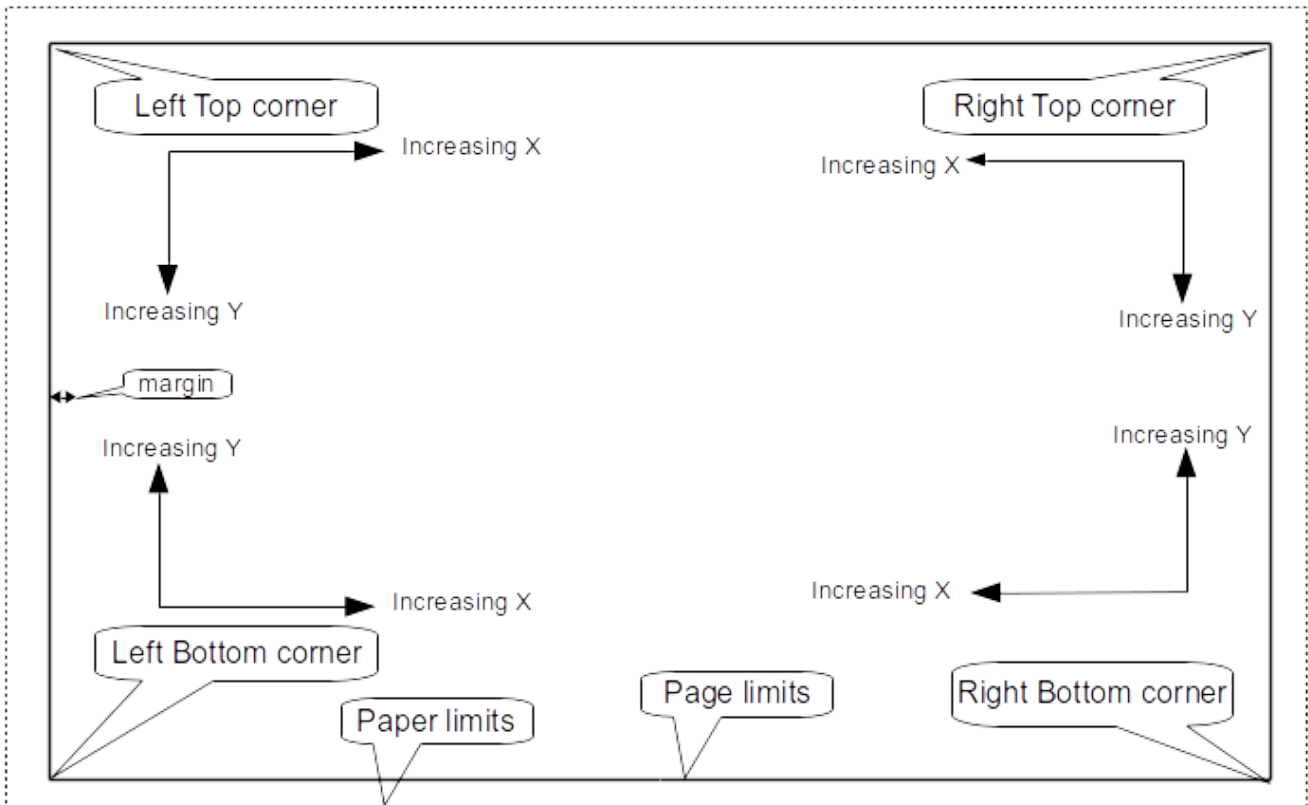 Left Top corner
Right Top corner
Increasing X
Increasing X
Increasing Y
Increasing Y
margin
Increasing Y
Increasing Y
Increasing X
Increasing X
Left Bottom corner
Paper limits
Page limits
Right Bottom corner